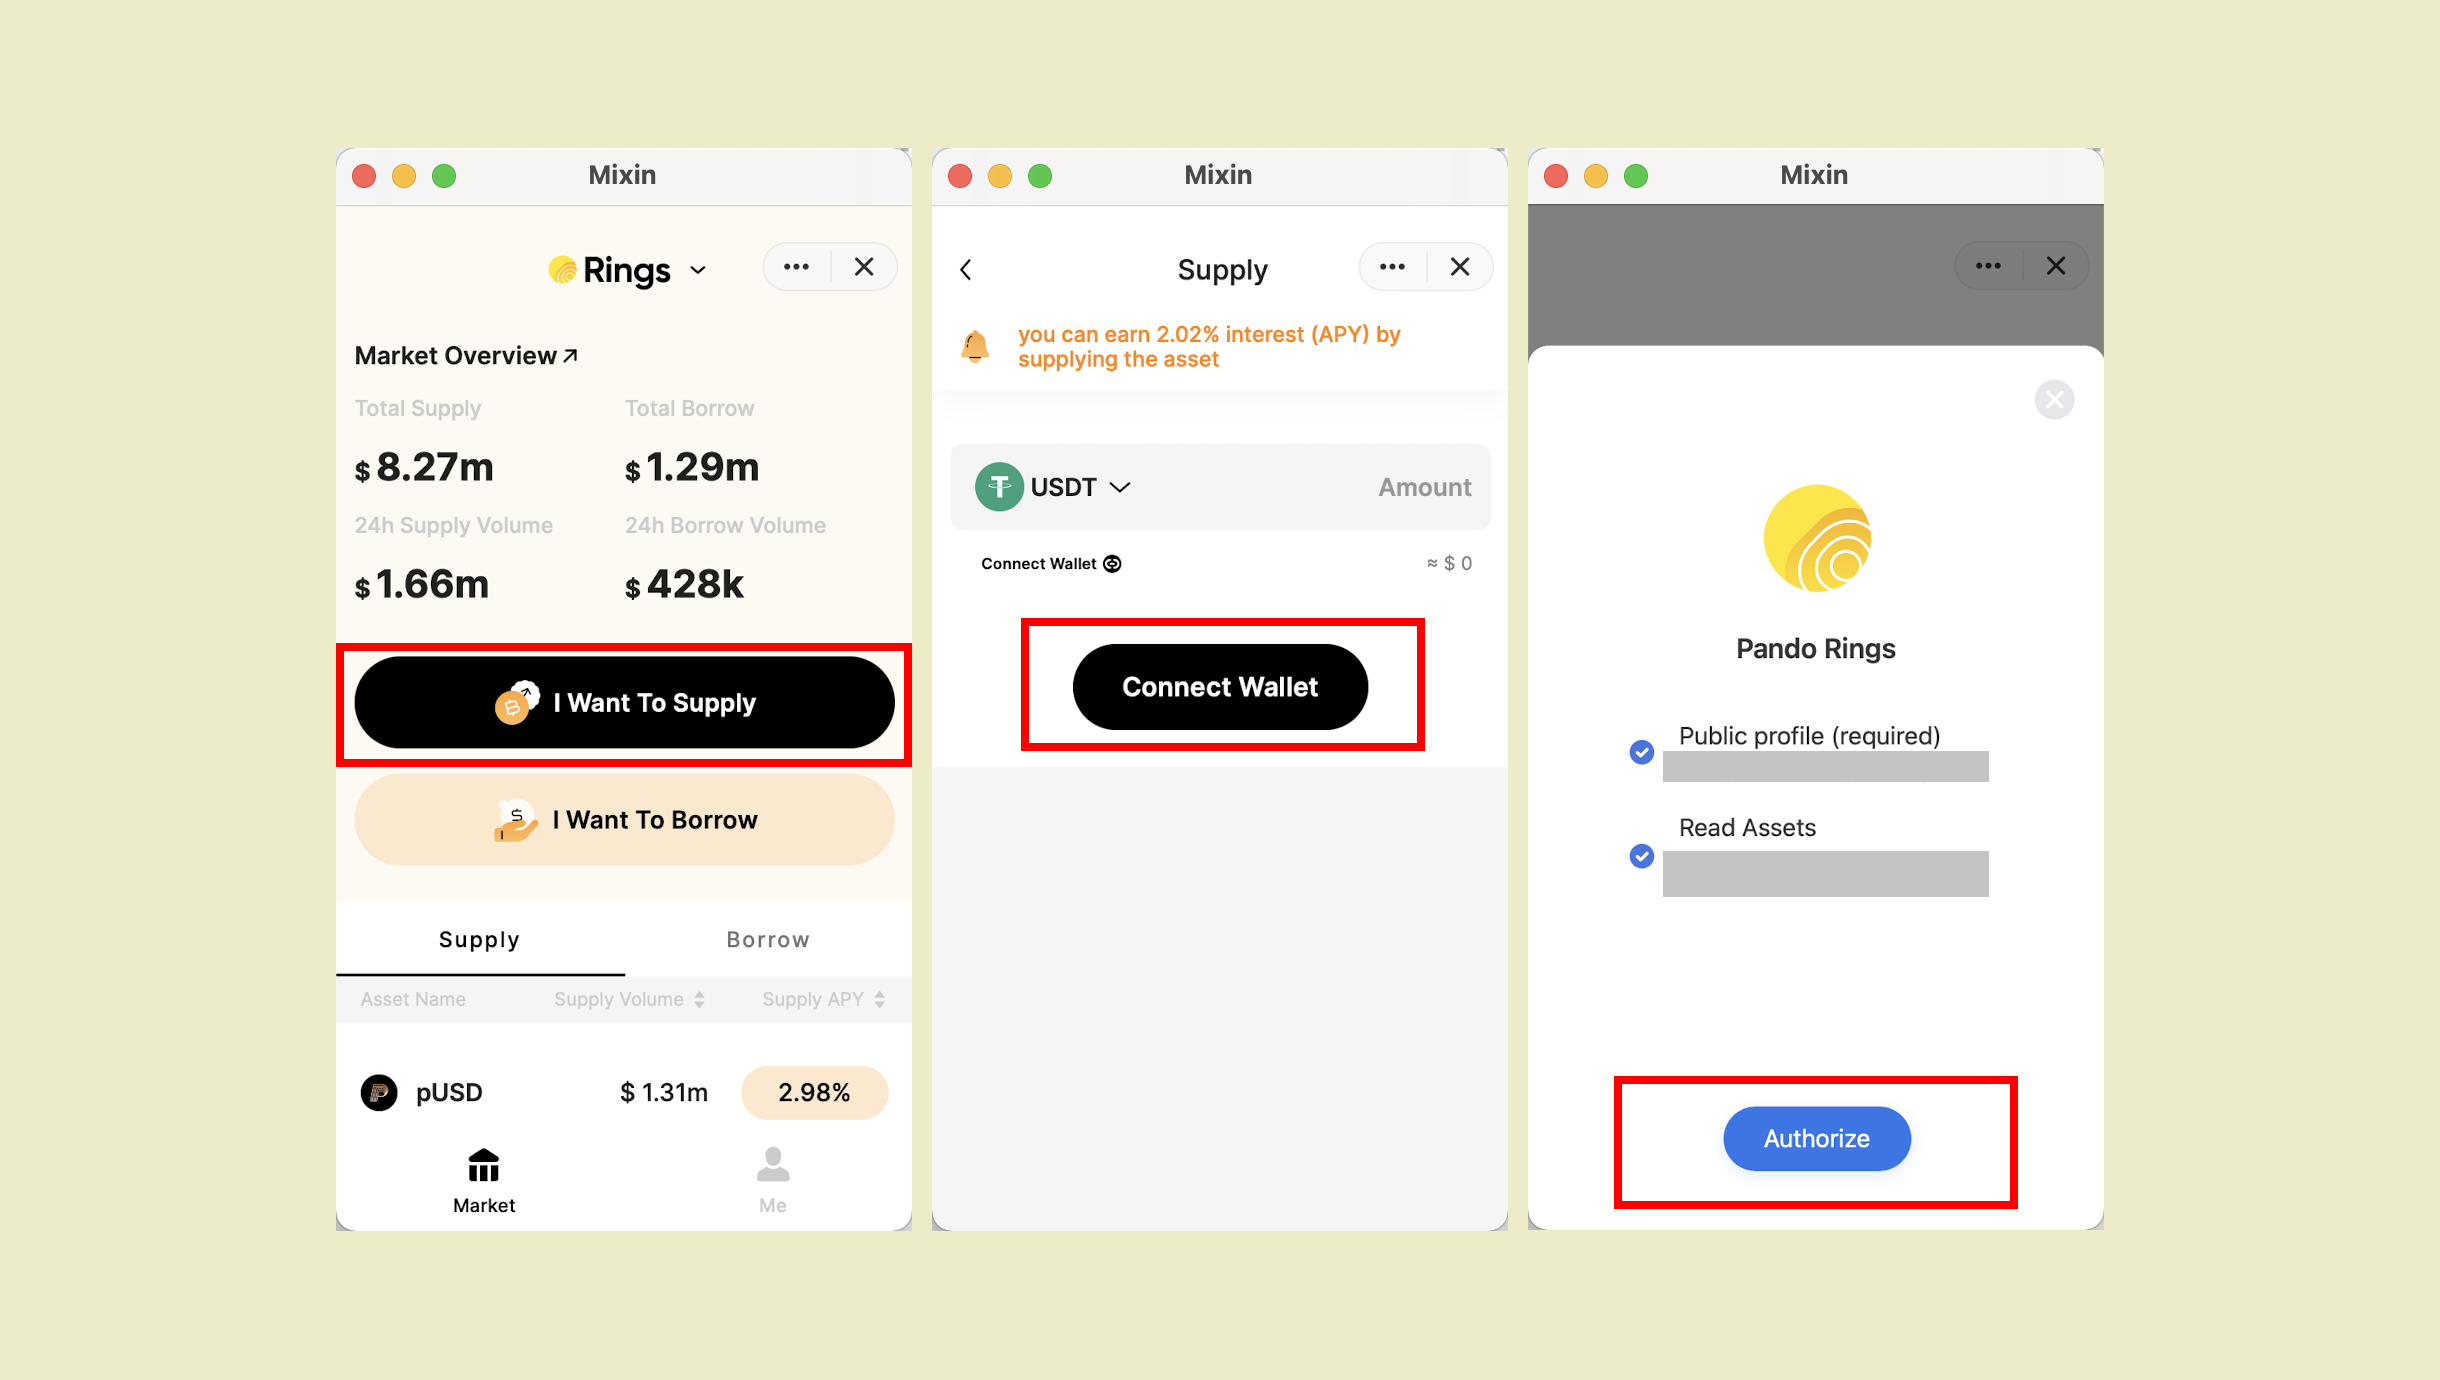 Mixin
Rings
Market Overview
Total Supply
Total Borrow
$ 8.27m
$ 1.29m
24h Supply Volume
24h Borrow Volume
$ 1.66m
$ 428k
I Want To Supply
I Want To Borrow
Supply
Borrow
Asset Name
Supply Volume
Supply APY
pUSD
$ 1.31m
2.98%
Market
Me
Mixin
Supply
you can earn 2.02% interest (APY) by
supplying the asset
USDT
Amount
Connect Wallet
≈ $ 0
Connect Wallet
Mixin
Pando Rings
Public profile (required)
Read Assets
Authorize